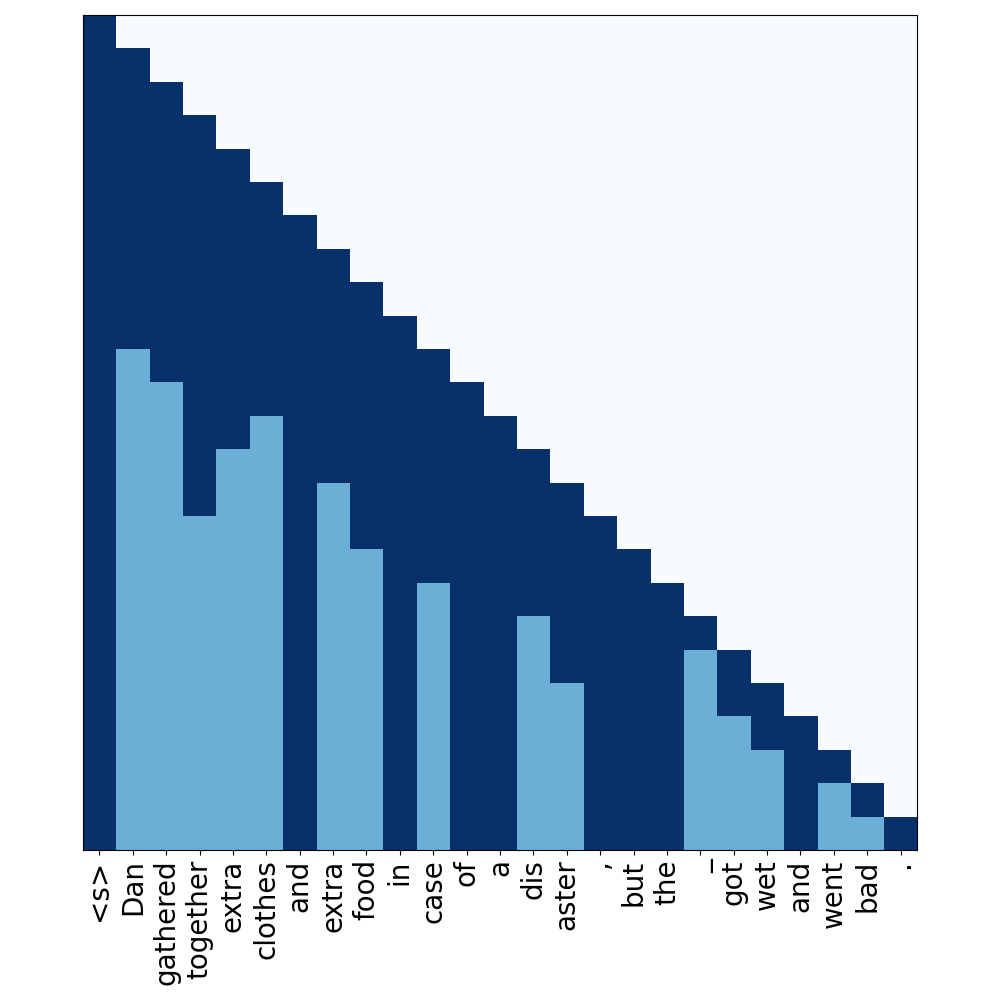 <s>
Dan
gathered
together
extra
clothes
and
extra
food
in
case
of
a
dis
aster
,
but
the
_
got
wet
and
went
bad
.